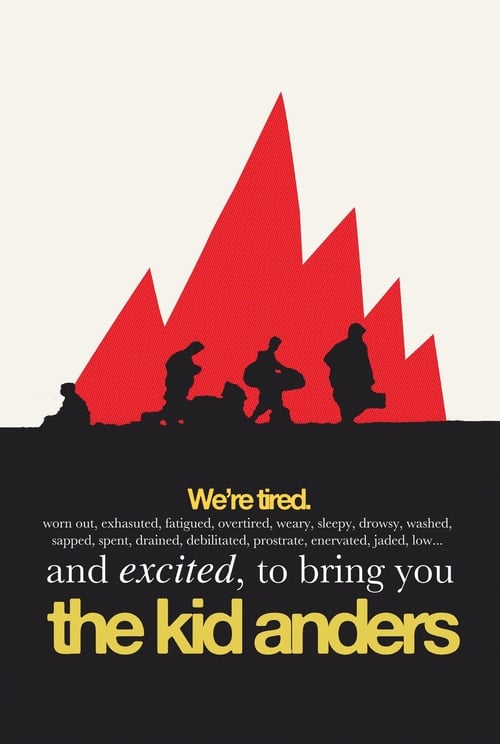 We're tired.
worn out, exhasuted, fatigued, overtired, weary, sleepy, drowsy, washed,
sapped, spent, drained, debilitated, prostrate, enervated, jaded, low...
and excited, to bring you
the kid anders